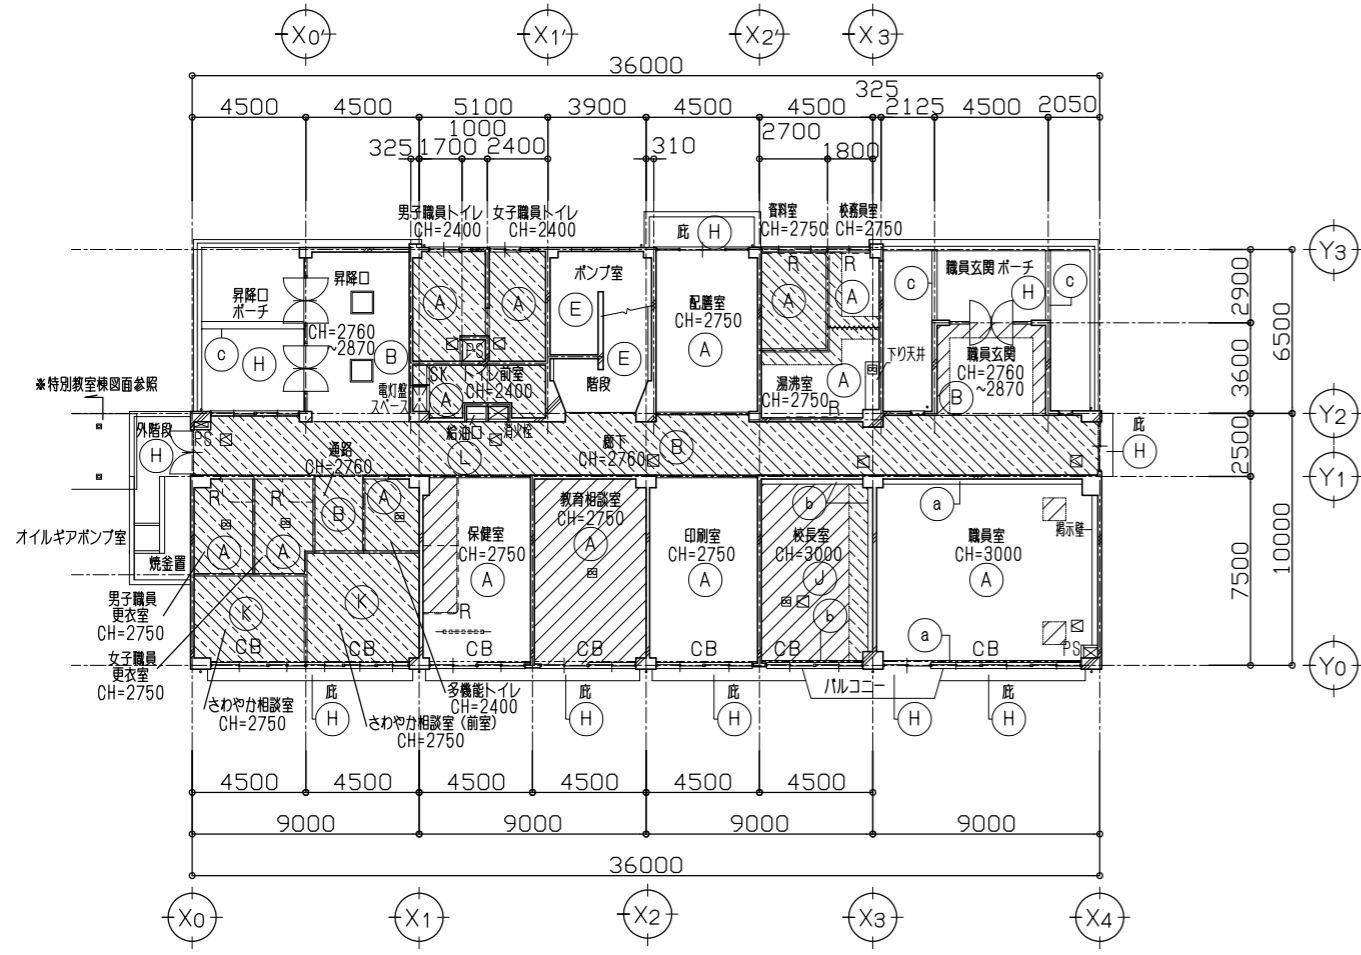 X0' X1' X2' X3
36000
325
4500 4500 5100 3900 4500 4500 2125 4500 2050
1000 2700
325 1700 2400 310 1800
男子職員トイレ 女子職員トイレ 資料室 校務員室
CH=2400 CH=2400 CH=2750 CH=2750
庇 H
Y3
R R
昇降口 ポンプ室 職員玄関ポーチ
c H c
昇降口
ポーチ
A A E 配膳室 A A
CH=2750
2900
6500
CH=2760
~2870
B
A
c H
PS E
下り天井 職員玄関
CH=2760
~2870
※特別教室棟図面参照
SK トイレ前室
CH=2400
A
電灯盤
スペース
階段
湯沸室
CH=2750
A
R
B
3600
Y2
外階段
H
PS
給油口 消火栓
L
通路
CH=2760
廊下
CH=2760
B
庇
H
2500
Y1
R' R' B A
A A
オイルギアポンプ室
焼釜置
保健室
CH=2750
A
R
教育相談室
CH=2750
A
印刷室
CH=2750
A
b
校長室
CH=3000
J
b
a
職員室
CH=3000
A
a
掲示壁
7500
10000
男子職員
更衣室
CH=2750
K K
CB CB CB CB CB CB CB
PS
Y0
女子職員
更衣室
CH=2750
さわやか相談室
CH=2750
庇
H
さわやか相談室(前室)
CH=2750
多機能トイレ
CH=2400
庇
H
庇
H
バルコニー
H
庇
H
4500 4500 4500 4500 4500 4500
9000 9000 9000 9000
36000
X0 X1 X2 X3 X4